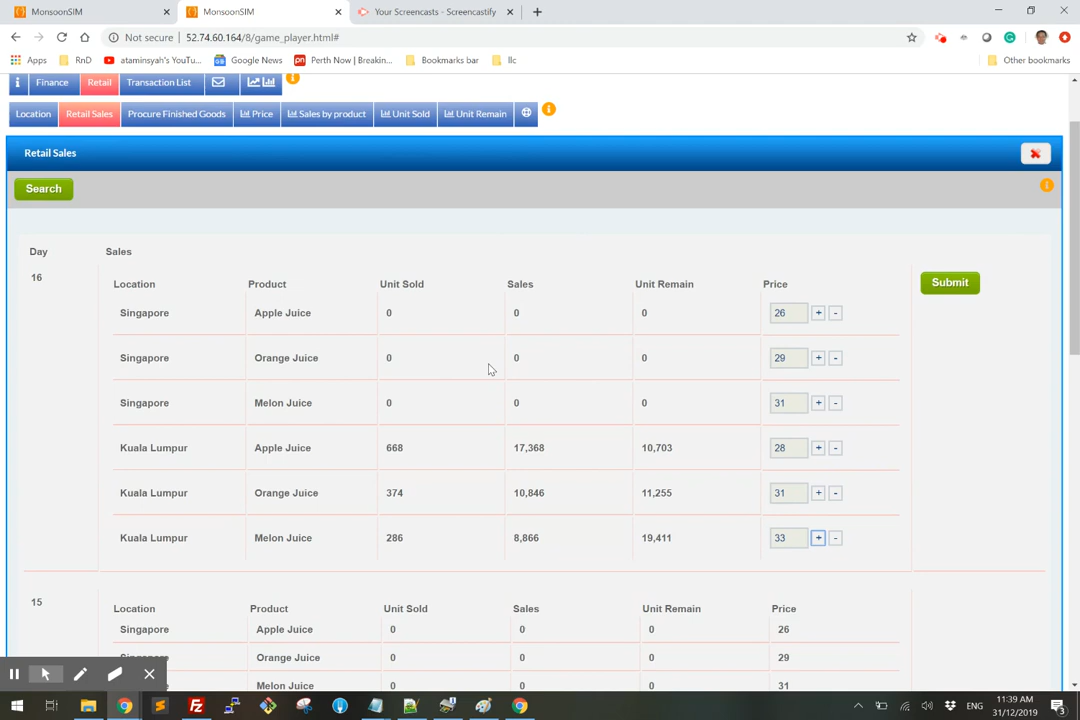 MonsoonSIM × MonsoonSIM × Your Screencasts - Screencastify × +
Not secure | 52.74.60.164/8/game_player.html#
Apps RnD ataminsyah's YouTu... Google News Perth Now | Breakin... Bookmarks bar llc Other bookmarks
i Finance Retail Transaction List i
Location Retail Sales Procure Finished Goods Price Sales by product Unit Sold Unit Remain i
Retail Sales
Search i
Day Sales
16
Location Product Unit Sold Sales Unit Remain Price Submit
Singapore Apple Juice 0 0 0 26 + -
Singapore Orange Juice 0 0 0 29 + -
Singapore Melon Juice 0 0 0 31 + -
Kuala Lumpur Apple Juice 668 17,368 10,703 28 + -
Kuala Lumpur Orange Juice 374 10,846 11,255 31 + -
Kuala Lumpur Melon Juice 286 8,866 19,411 33 + -
15
Location Product Unit Sold Sales Unit Remain Price
Singapore Apple Juice 0 0 0 26
Singapore Orange Juice 0 0 0 29
Melon Juice 0 0 0 31
ENG 11:39 AM
31/12/2019